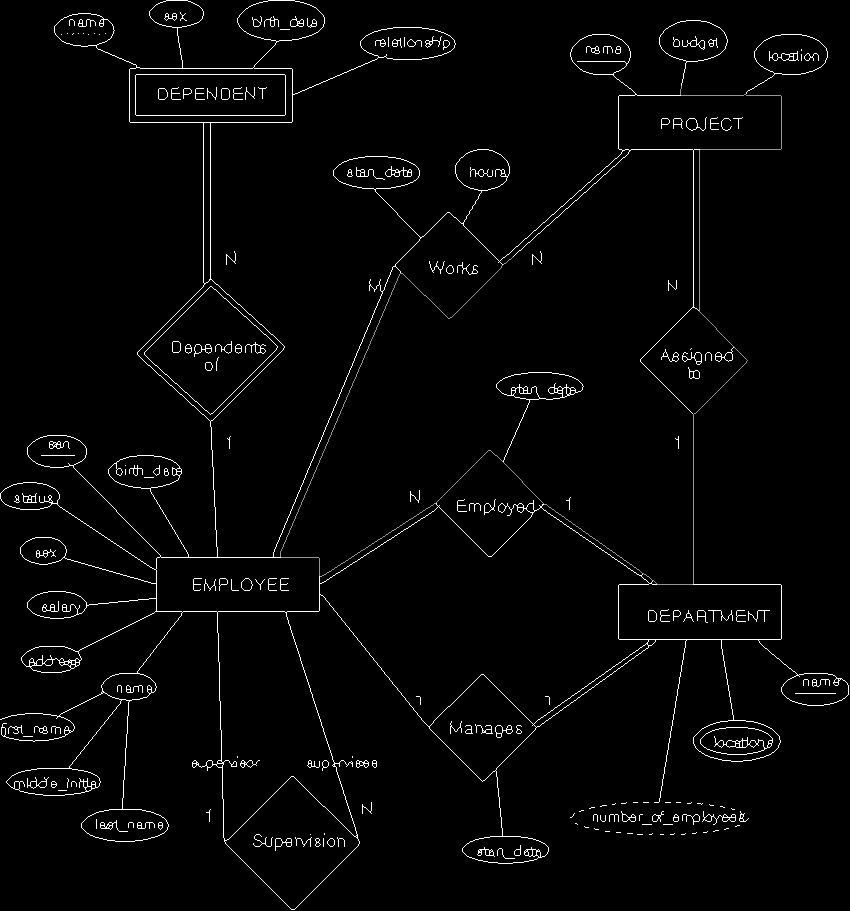 name
sex
birth_date
relationship
DEPENDENT
name
budget
location
PROJECT
start_date
hours
Works
N
M
N
N
Dependents
of
Assigned
to
1
1
start_date
ssn
birth_date
status
sex
salary
address
N
Employed
1
EMPLOYEE
DEPARTMENT
name
first_name
middle_initial
last_name
1
1
Manages
name
locations
number_of_employees
supervisor
supervisee
1
N
Supervision
start_date